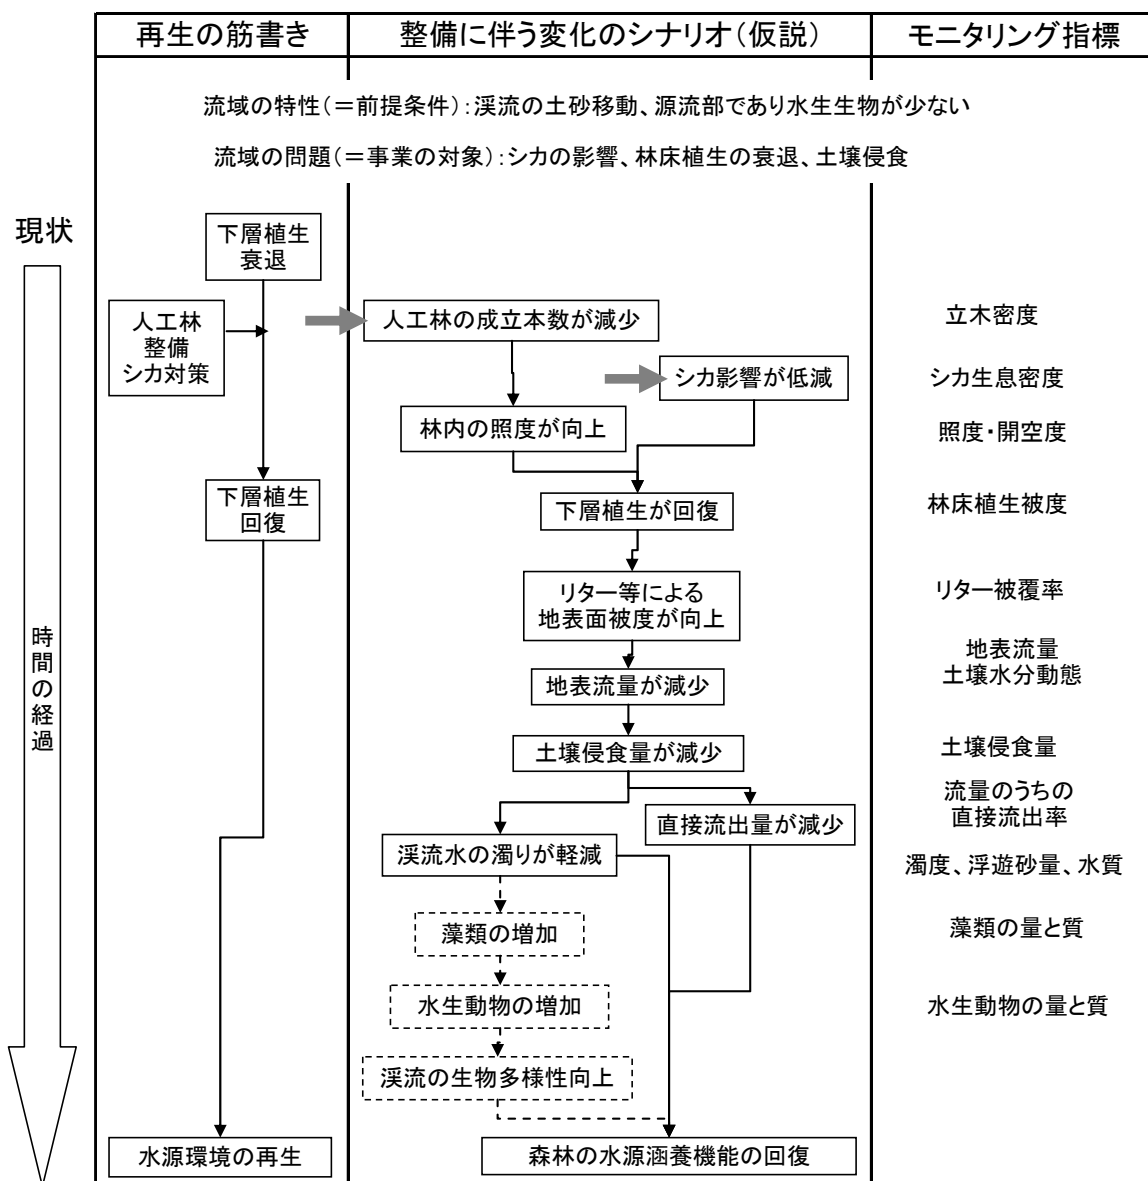 再生の筋書き
整備に伴う変化のシナリオ(仮説)
モニタリング指標
流域の特性(＝前提条件):渓流の土砂移動、源流部であり水生生物が少ない
流域の問題(＝事業の対象):シカの影響、林床植生の衰退、土壌侵食
現状
時間の経過
下層植生
衰退
人工林
整備
シカ対策
下層植生
回復
水源環境の再生
人工林の成立本数が減少
シカ影響が低減
林内の照度が向上
下層植生が回復
リター等による
地表面被度が向上
地表流量が減少
土壌侵食量が減少
直接流出量が減少
渓流水の濁りが軽減
藻類の増加
水生動物の増加
渓流の生物多様性向上
森林の水源涵養機能の回復
立木密度
シカ生息密度
照度・開空度
林床植生被度
リター被覆率
地表流量
土壌水分動態
土壌侵食量
流量のうちの
直接流出率
濁度、浮遊砂量、水質
藻類の量と質
水生動物の量と質